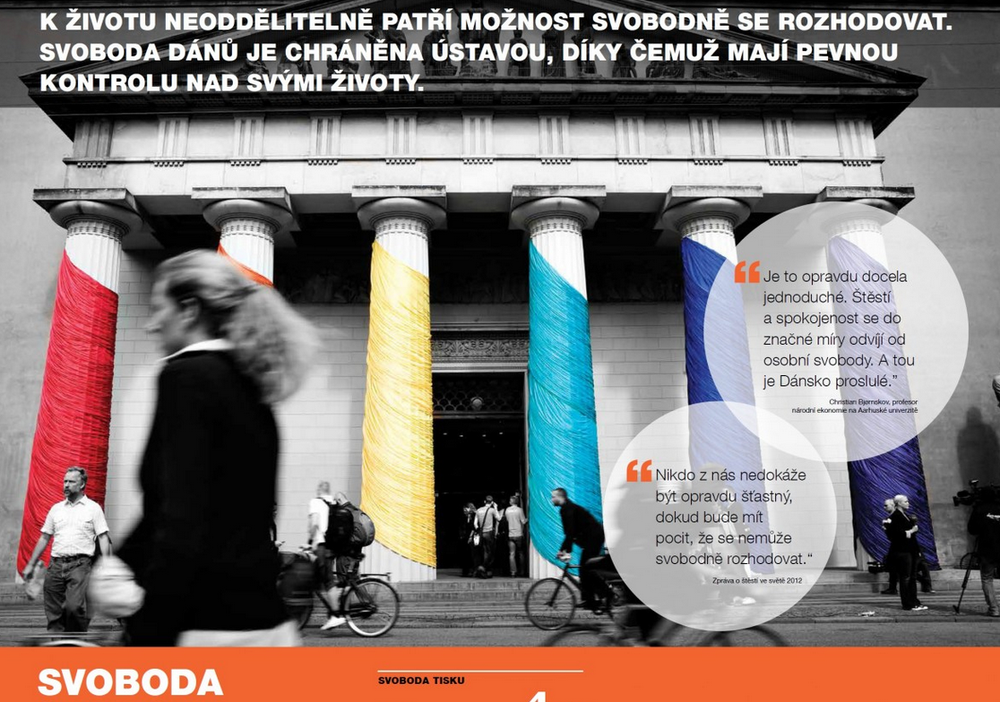 K ŽIVOTU NEODDĚLITELNĚ PATŘÍ MOŽNOST SVOBODNĚ SE ROZHODOVAT.
SVOBODA DÁNŮ JE CHRÁNĚNA ÚSTAVOU, DÍKY ČEMUŽ MAJÍ PEVNOU
KONTROLU NAD SVÝMI ŽIVOTY.
“Je to opravdu docela
jednoduché. Štěstí
a spokojenost se do
značné míry odvíjí od
osobní svobody. A tou
je Dánsko proslulé.”
Christian Bjørnskov, profesor
národní ekonomie na Aarhuské univerzitě
“Nikdo z nás nedokáže
být opravdu šťastný,
dokud bude mít
pocit, že se nemůže
svobodně rozhodovat.“
Zpráva o štěstí ve světě 2012
SVOBODA
SVOBODA TISKU